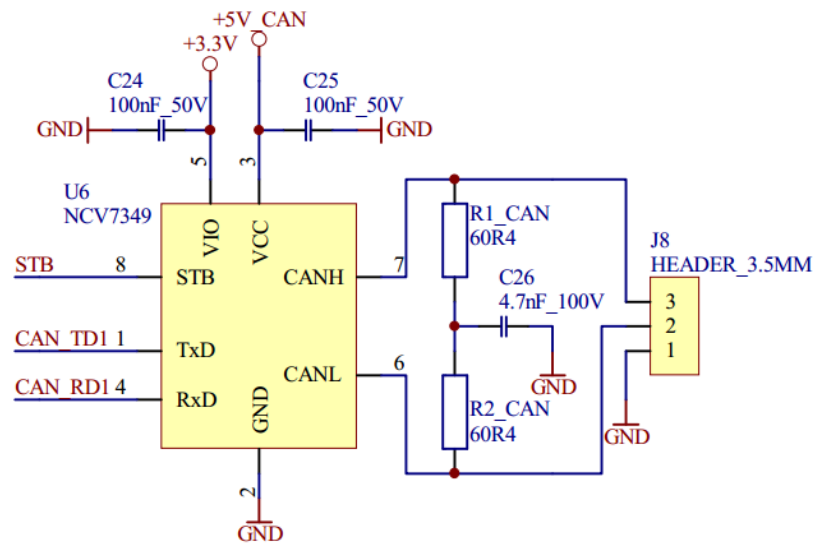 +5V_CAN
+3.3V
C24
100nF_50V
C25
100nF_50V
GND
GND
5
3
U6
NCV7349
VIO
VCC
STB
8
STB
CANH
7
CAN_TD1
1
TxD
CAN_RD1
4
RxD
CANL
6
GND
2
GND
R1_CAN
60R4
C26
4.7nF_100V
GND
R2_CAN
60R4
J8
HEADER_3.5MM
3
2
1
GND